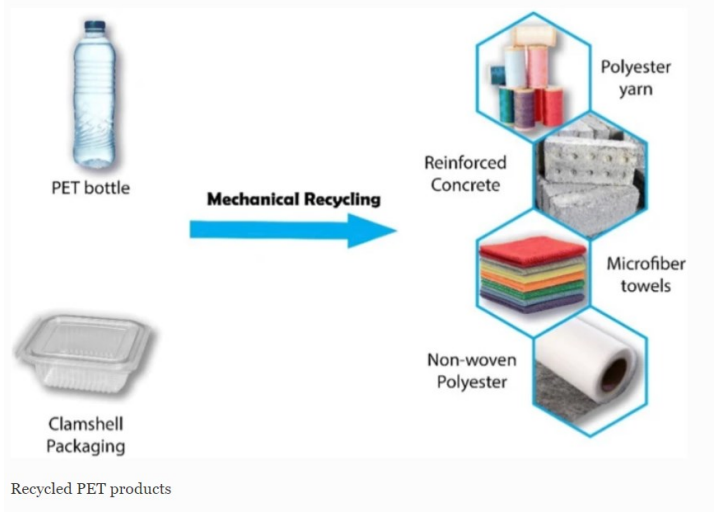 PET bottle
Clamshell
Packaging
Mechanical Recycling
Polyester
yarn
Reinforced
Concrete
Microfiber
towels
Non-woven
Polyester
Recycled PET products